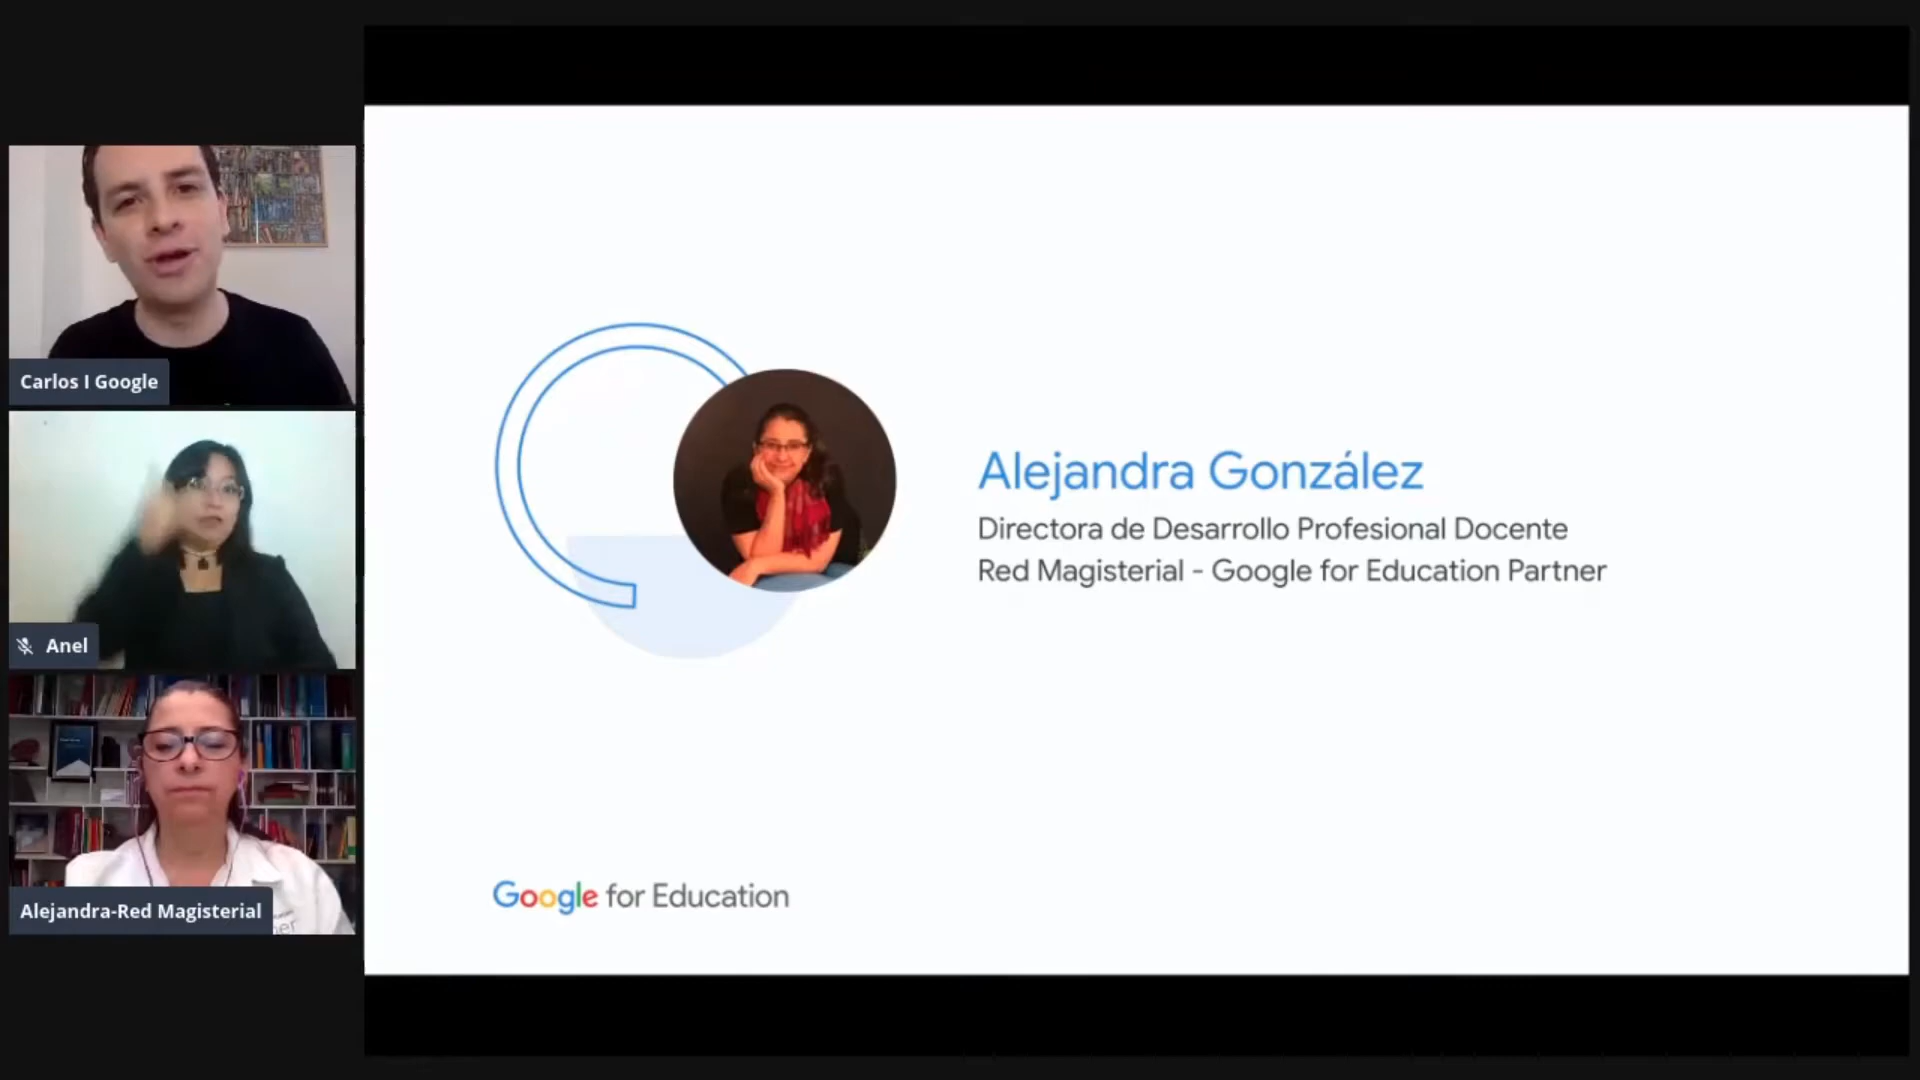 Carlos I Google
Anel
Alejandra-Red Magisterial
Alejandra González
Directora de Desarrollo Profesional Docente
Red Magisterial - Google for Education Partner
Google for Education